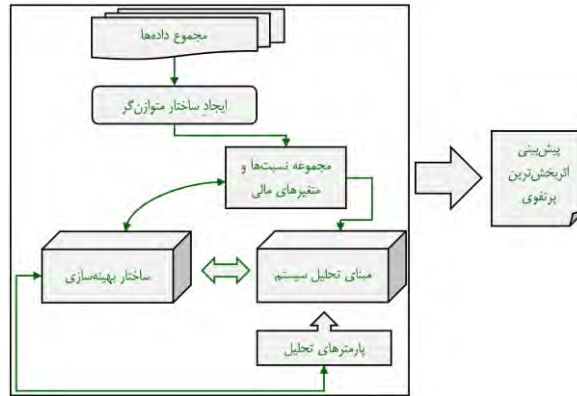 مجموع داده‌ها
ایجاد ساختار متوازن‌گر
مجموعه نسبت‌ها و
متغیرهای مالی
پیش‌بینی
اثربخش‌ترین
پرتفوی
ساختار بهینه‌سازی
مبنای تحلیل سیستم
پارمترهای تحلیل